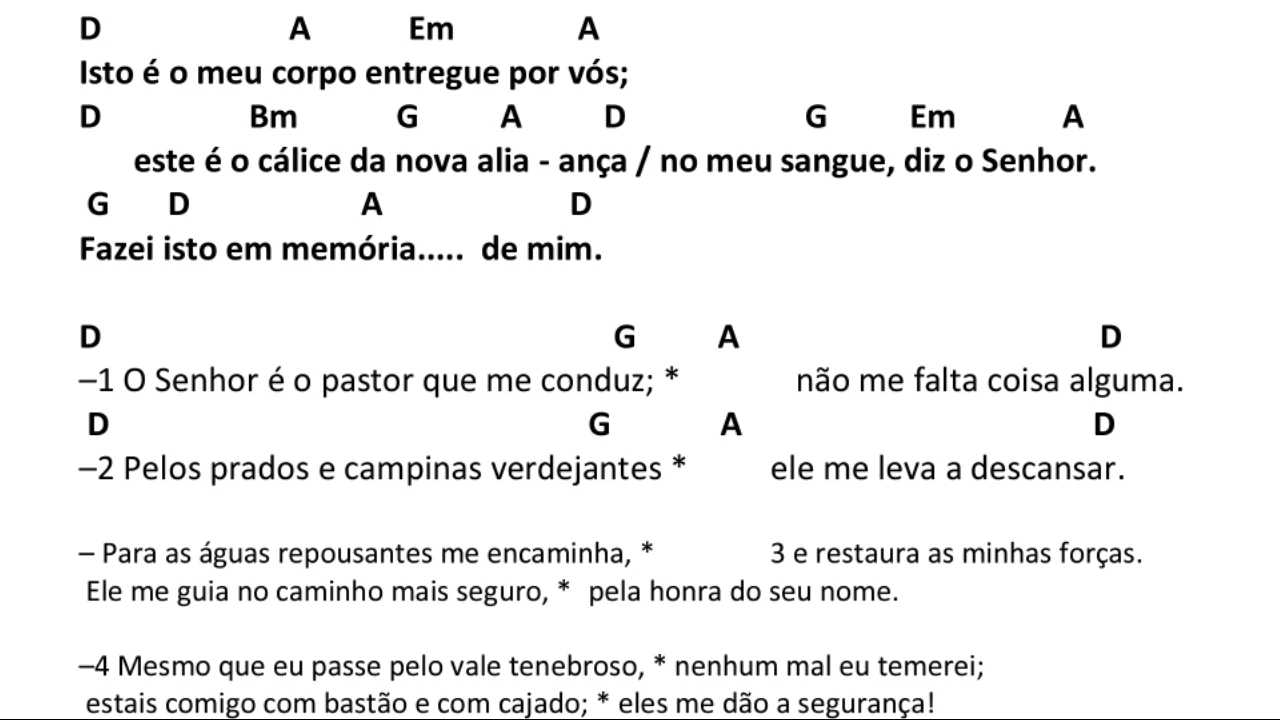 D A Em A
Isto é o meu corpo entregue por vós;
D Bm G A D G Em A
este é o cálice da nova alia - ança / no meu sangue, diz o Senhor.
G D A D
Fazei isto em memória..... de mim.
D G A D
–1 O Senhor é o pastor que me conduz; * não me falta coisa alguma.
D G A D
–2 Pelos prados e campinas verdejantes * ele me leva a descansar.
– Para as águas repousantes me encaminha, * 3 e restaura as minhas forças.
Ele me guia no caminho mais seguro, * pela honra do seu nome.
–4 Mesmo que eu passe pelo vale tenebroso, * nenhum mal eu temerei;
estais comigo com bastão e com cajado; * eles me dão a segurança!